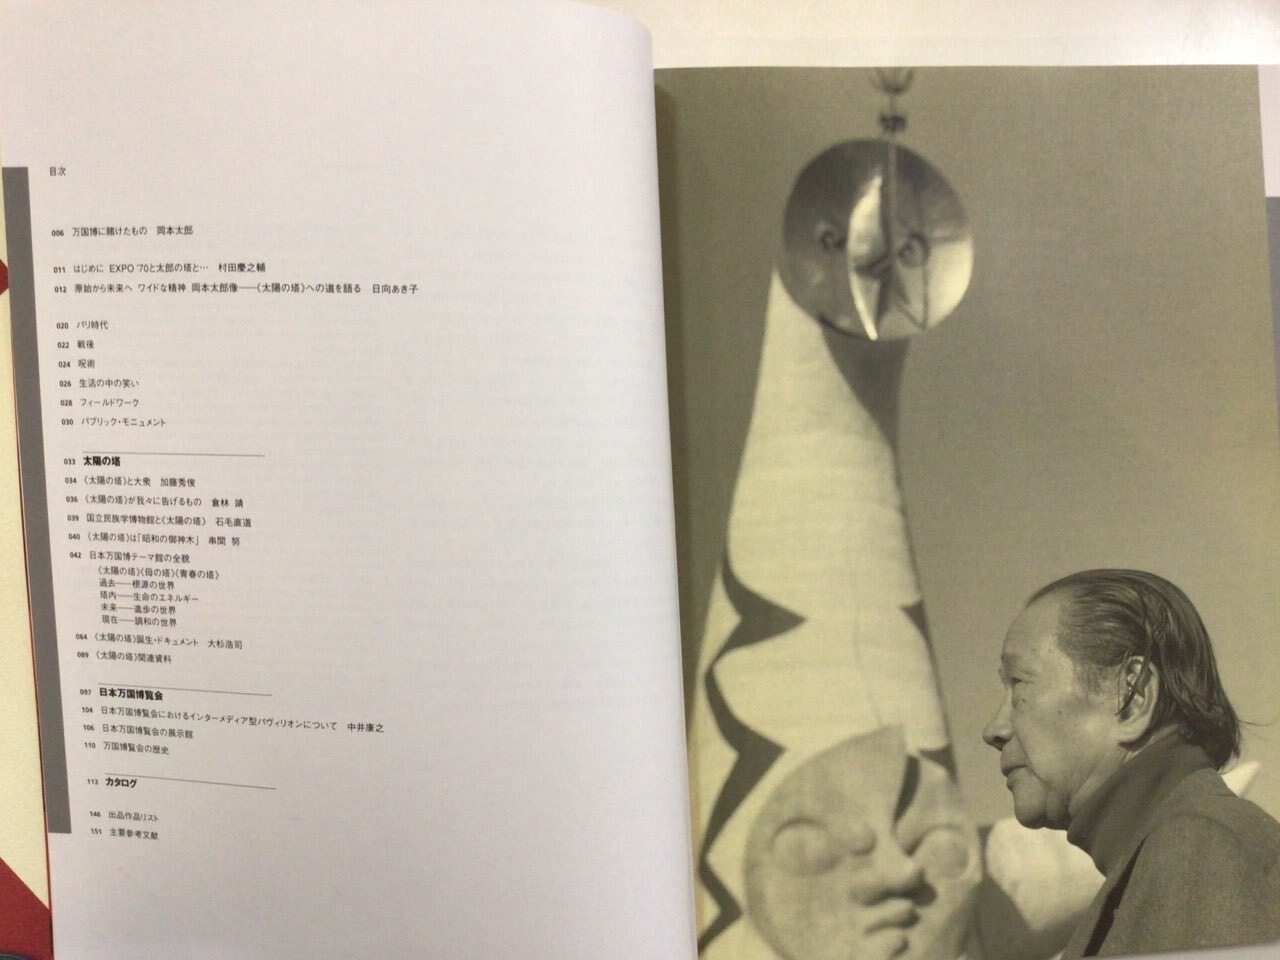 目次
006 万国博に賭けたもの 岡本太郎
011 はじめに EXPO '70と太郎の塔と… 村田慶之輔
012 原始から未来へ ワイドな精神 岡本太郎像――《太陽の塔》への道を語る 日向あき子
020 パリ時代
022 戦後
024 呪術
026 生活の中の笑い
028 フィールドワーク
030 パブリック・モニュメント
033 太陽の塔
034 《太陽の塔》と大衆 加藤秀俊
036 《太陽の塔》が我々に告げるもの 倉林 靖
039 国立民族学博物館と《太陽の塔》 石毛直道
040 《太陽の塔》は「昭和の御神木」 串間 努
042 日本万国博テーマ館の全貌
《太陽の塔》《母の塔》《青春の塔》
過去――根源の世界
塔内――生命のエネルギー
未来――進歩の世界
現在――調和の世界
064 《太陽の塔》誕生・ドキュメント 大杉浩司
089 《太陽の塔》関連資料
097 日本万国博覧会
104 日本万国博覧会におけるインターメディア型パヴィリオンについて 中井康之
106 日本万国博覧会の展示館
110 万国博覧会の歴史
113 カタログ
146 出品作品リスト
151 主要参考文献